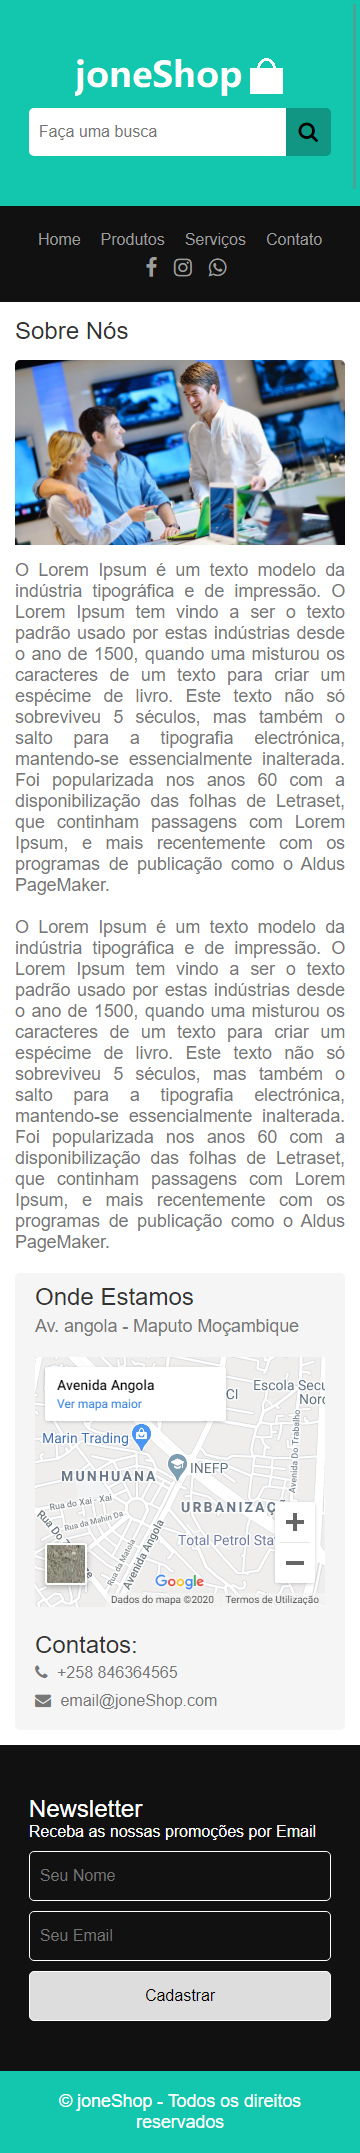 joneShop
Faça uma busca
Home Produtos Serviços Contato
Sobre Nós
O Lorem Ipsum é um texto modelo da
indústria tipográfica e de impressão. O
Lorem Ipsum tem vindo a ser o texto
padrão usado por estas indústrias desde
o ano de 1500, quando uma misturou os
caracteres de um texto para criar um
espécime de livro. Este texto não só
sobreviveu 5 séculos, mas também o
salto para a tipografia electrónica,
mantendo-se essencialmente inalterada.
Foi popularizada nos anos 60 com a
disponibilização das folhas de Letraset,
que continham passagens com Lorem
Ipsum, e mais recentemente com os
programas de publicação como o Aldus
PageMaker.
O Lorem Ipsum é um texto modelo da
indústria tipográfica e de impressão. O
Lorem Ipsum tem vindo a ser o texto
padrão usado por estas indústrias desde
o ano de 1500, quando uma misturou os
caracteres de um texto para criar um
espécime de livro. Este texto não só
sobreviveu 5 séculos, mas também o
salto para a tipografia electrónica,
mantendo-se essencialmente inalterada.
Foi popularizada nos anos 60 com a
disponibilização das folhas de Letraset,
que continham passagens com Lorem
Ipsum, e mais recentemente com os
programas de publicação como o Aldus
PageMaker.
Onde Estamos
Av. angola - Maputo Moçambique
Avenida Angola
Ver mapa maior
CI
Escola Secu
Nord
Marin Trading
Avenida Do Trabalho
MUNHUANA
INEFP
Rua do Xai - Xai
URBANIZAÇ
Rua da Mahin Da
Rua Do
Rua da Matola
Avenida Angola
Total Petrol Sta
Google
Dados do mapa ©2020 Termos de Utilização
Contatos:
+258 846364565
email@joneShop.com
Newsletter
Receba as nossas promoções por Email
Seu Nome
Seu Email
Cadastrar
© joneShop - Todos os direitos
reservados